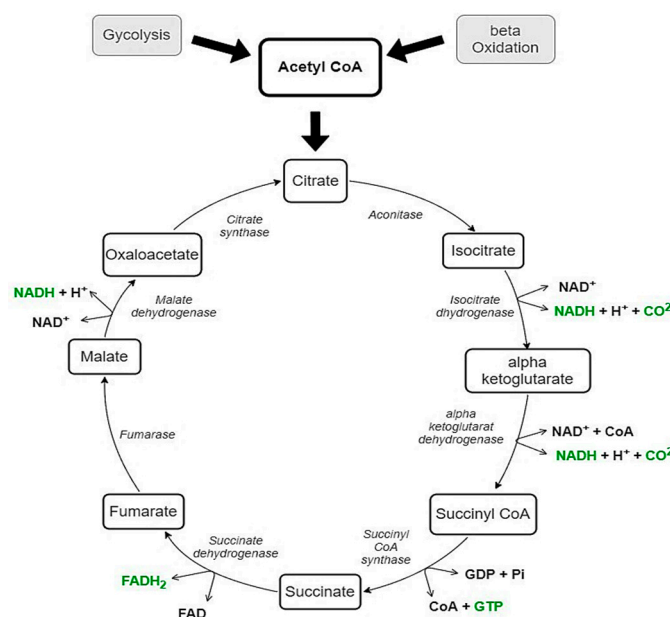 Gycolysis
beta
Oxidation
Acetyl CoA
Citrate
Citrate
synthase
Aconitase
Oxaloacetate
Isocitrate
NADH + H⁺
Malate
dehydrogenase
NAD⁺
Isocitrate
dhydrogenase
NAD⁺
NADH + H⁺ + CO²
Malate
alpha
ketoglutarate
Fumarase
alpha
ketoglutarat
dehydrogenase
NAD⁺ + CoA
NADH + H⁺ + CO²
Fumarate
Succinyl CoA
Succinate
dehydrogenase
Succinyl
CoA
synthase
FADH₂
FAD
Succinate
GDP + Pi
CoA + GTP